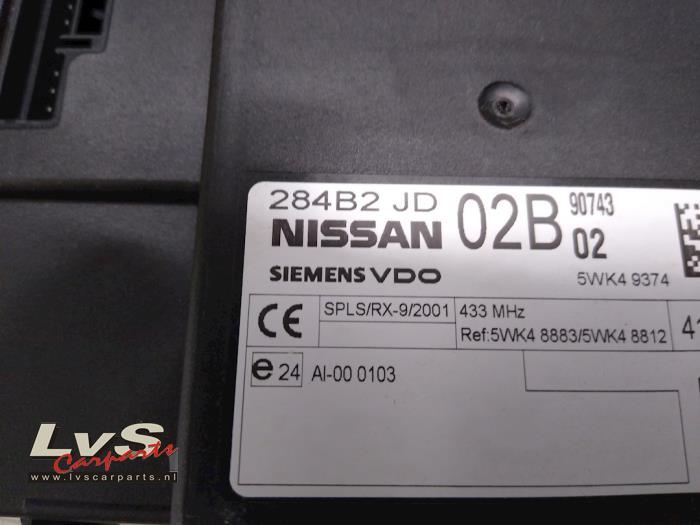 284B2 JD 02B 90743
NISSAN 02
SIEMENS VDO 5WK4 9374
CE SPLS/RX-9/2001 433 MHz 41
Ref:5WK4 8883/5WK4 8812
e 24 AI-00 0103
LvS
Carparts
www.lvscarparts.nl